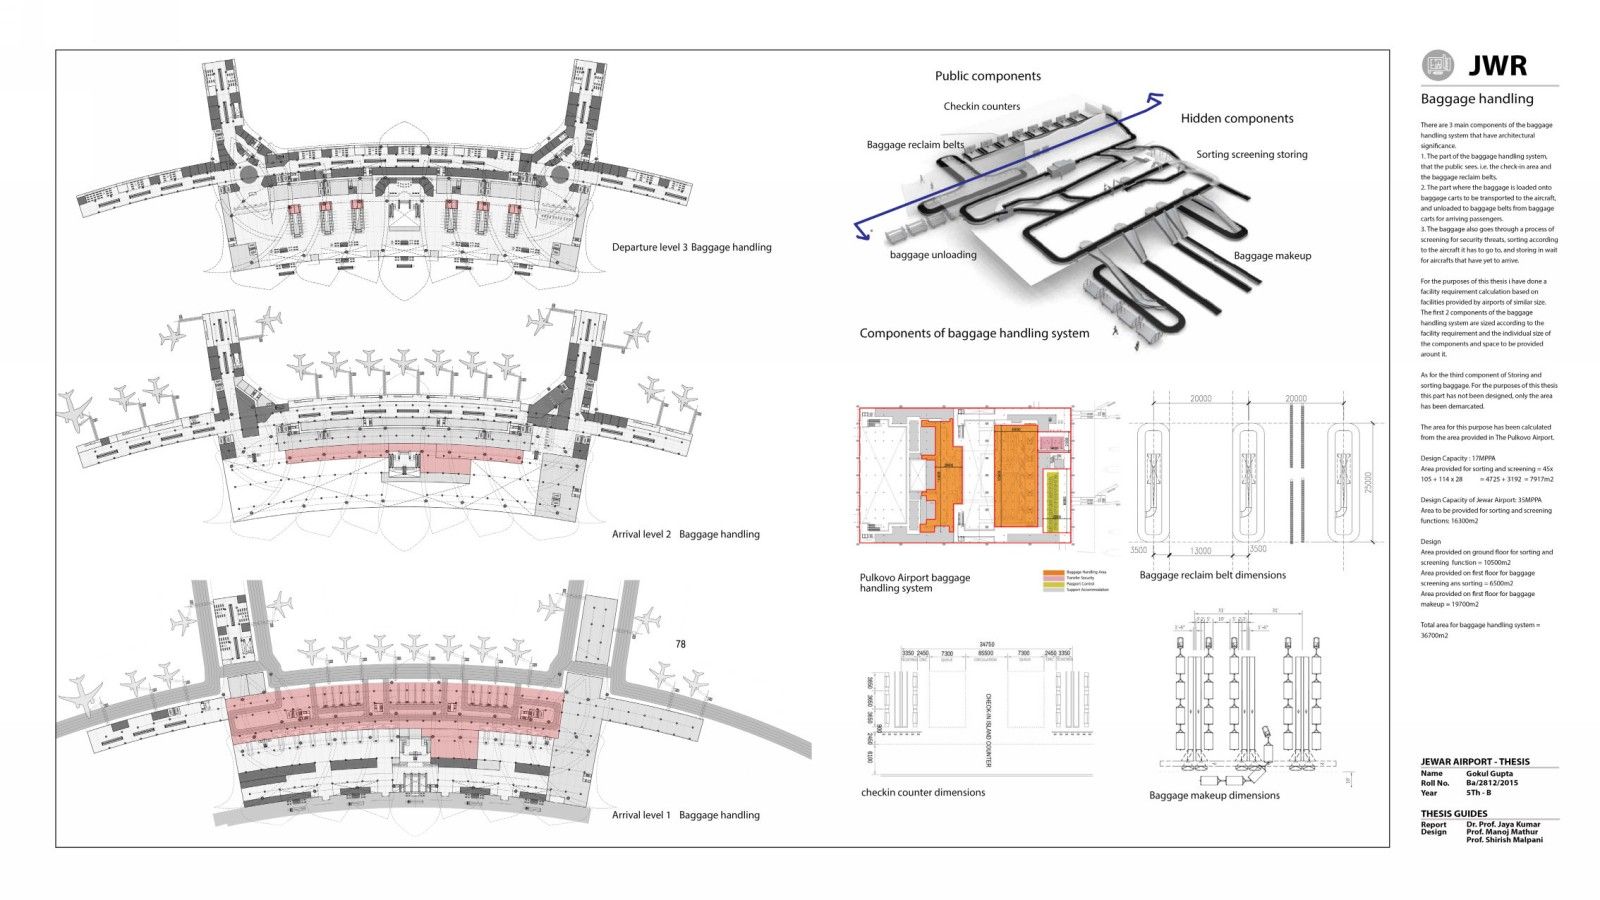 JWR
Baggage handling
There are 3 main components of the baggage
handling system that have architectural
significance.
1. The part of the baggage handling system,
that the public sees. i.e. the check-in area and
the baggage reclaim belts.
2. The part where the baggage is loaded onto
baggage carts to be transported to the aircraft,
and unloaded to baggage belts from baggage
carts for arriving passengers.
3. The baggage also goes through a process of
screening for security threats, sorting according
to the aircraft it has to go to, and storing in wait
for aircrafts that have yet to arrive.
For the purposes of this thesis i have done a
facility requirement calculation based on
facilities provided by airports of similar size.
The first 2 components of the baggage
handling system are sized according to the
facility requirement and the individual size of
the components and space to be provided
arount it.
As for the third component of Storing and
sorting baggage. For the purposes of this thesis
this part has not been designed, only the area
has been demarcated.
The area for this purpose has been calculated
from the area provided in The Pulkovo Airport.
Design Capacity : 17MPPA
Area provided for sorting and screening = 45x
105 + 114 x 28 = 4725 + 3192 = 7917m2
Design Capacity of Jewar Airport: 35MPPA
Area to be provided for sorting and screening
functions: 16300m2
Design
Area provided on ground floor for sorting and
screening function = 10500m2
Area provided on first floor for baggage
screening ans sorting = 6500m2
Area provided on first floor for baggage
makeup = 19700m2
Total area for baggage handling system =
36700m2
JEWAR AIRPORT - THESIS
Name Gokul Gupta
Roll No. Ba/2812/2015
Year 5Th - B
THESIS GUIDES
Report Dr. Prof. Jaya Kumar
Design Prof. Manoj Mathur
Prof. Shirish Malpani
Departure level 3 Baggage handling
Arrival level 2 Baggage handling
78
Arrival level 1 Baggage handling
Public components
Checkin counters
Hidden components
Baggage reclaim belts
Sorting screening storing
baggage unloading
Baggage makeup
Components of baggage handling system
Pulkovo Airport baggage
handling system
Baggage Handling Area
Transfer Security
Passport Control
Support Accommodation
20000 20000
25000
3500 13000 3500
Baggage reclaim belt dimensions
34750
3350 2450 7300 85500 7300 2450 3350
CHECK-IN ISLAND COUNTER
checkin counter dimensions
Baggage makeup dimensions